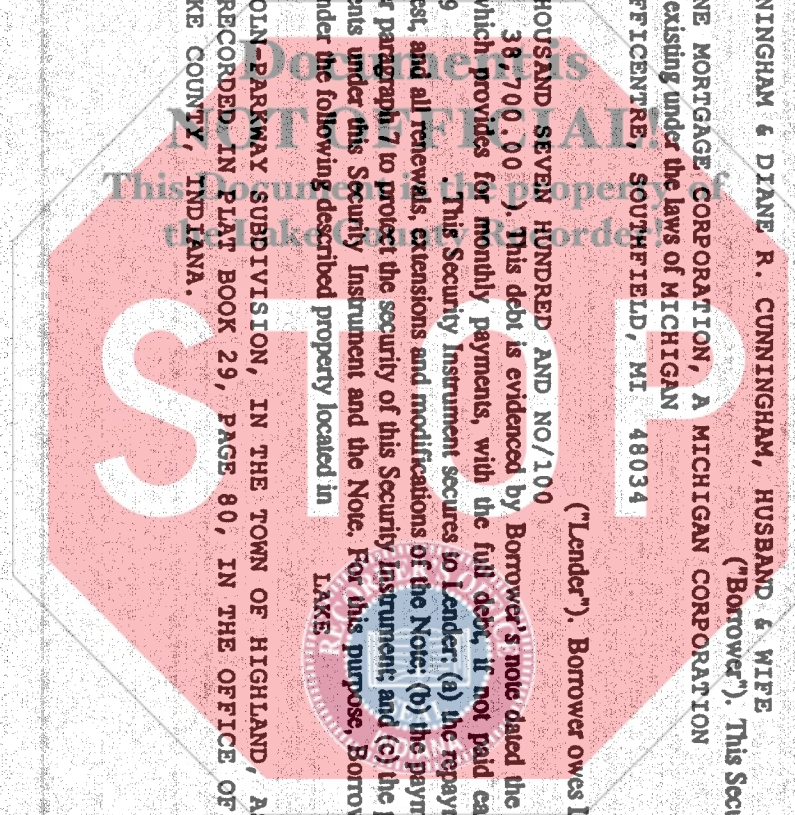 Document is
NOT OFFICIAL!
This Document is the property of
the Lake County Recorder!
STOP
RECORDER'S OFFICE
SEAL
INDIANA
NINGHAM & DIANE R. CUNNINGHAM, HUSBAND & WIFE
("Borrower"). This Secu
NE MORTGAGE CORPORATION, A MICHIGAN CORPORATION
existing under the laws of MICHIGAN
FFICENTRE, SOUTHFIELD, MI 48034
("Lender"). Borrower owes L
HOUSAND SEVEN HUNDRED AND NO/100
38,700.00 ). This debt is evidenced by Borrower's note dated the
which provides for monthly payments, with the full debt, if not paid ea
9 . This Security Instrument secures to Lender: (a) the repay
est, and all renewals, extensions and modifications of the Note; (b) the paym
r paragraph 7 to protect the security of this Security Instrument; and (c) the p
ents under this Security Instrument and the Note. For this purpose, Borrow
nder the following described property located in
LAKE
OLN-PARKWAY SUBDIVISION, IN THE TOWN OF HIGHLAND, A
RECORDED IN PLAT BOOK 29, PAGE 80, IN THE OFFICE OF
KE COUNTY, INDIANA.